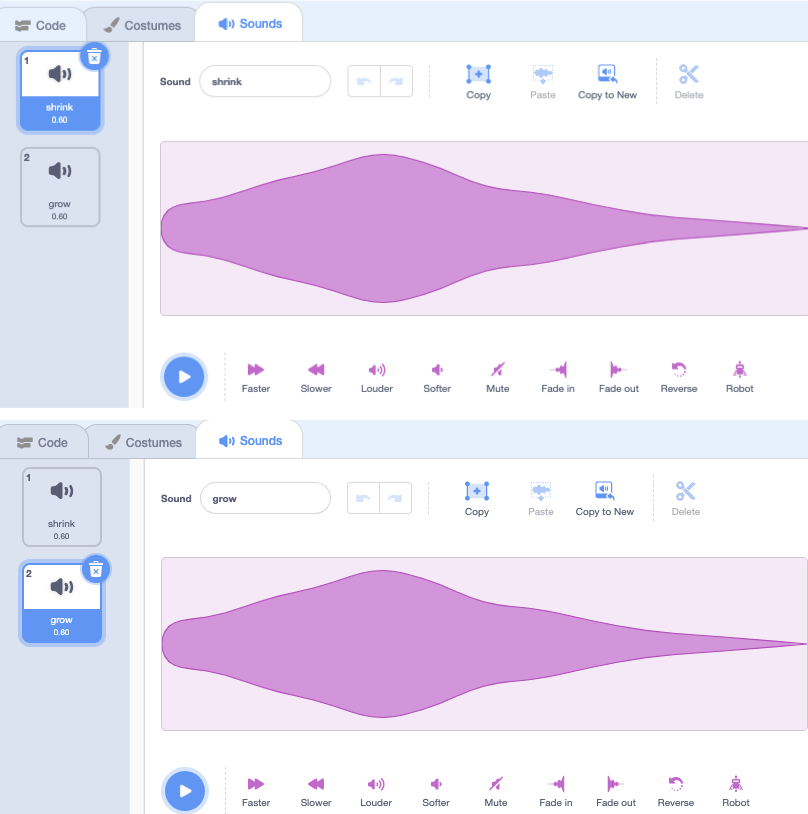 Code Costumes Sounds
1
shrink
0.60
2
grow
0.60
Sound shrink Copy Paste Copy to New Delete
Faster Slower Louder Softer Mute Fade in Fade out Reverse Robot
Code Costumes Sounds
1
shrink
0.60
2
grow
0.60
Sound grow Copy Paste Copy to New Delete
Faster Slower Louder Softer Mute Fade in Fade out Reverse Robot